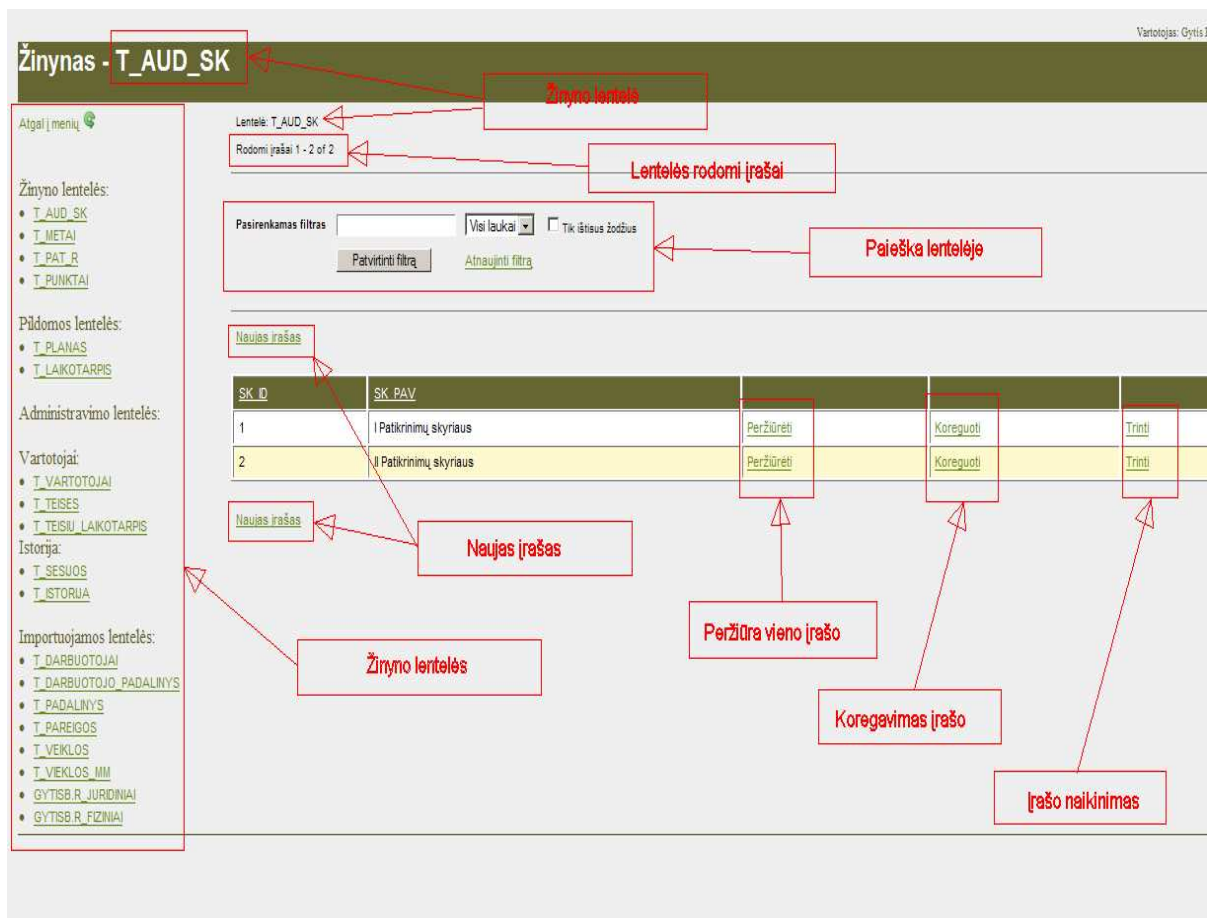 Vartotojas: Gytis
Žinynas - T_AUD_SK
Žinyno lentelė
Atgal į menių
Lentelė: T_AUD_SK
Rodomi įrašai 1 - 2 of 2
Lentelės rodomi įrašai
Žinyno lentelės:
T_AUD_SK
T_METAI
T_PAT_R
T_PUNKTAI
Pasirenkamas filtras Visi laukai Tik ištisus žodžius
Patvirtinti filtrą Atnaujinti filtrą
Paieška lentelėje
Pildomos lentelės:
T_PLANAS
T_LAIKOTARPIS
Naujas įrašas
Administravimo lentelės:
SK_ID SK_PAV
1 I Patikrinimų skyriaus Peržiūrėti Koreguoti Trinti
2 II Patikrinimų skyriaus Peržiūrėti Koreguoti Trinti
Vartotojai:
T_VARTOTOJAI
T_TEISES
T_TEISIU_LAIKOTARPIS
Naujas įrašas
Naujas įrašas
Istorija:
T_SESIJOS
T_ISTORIJA
Importuojamos lentelės:
T_DARBUOTOJAI
T_DARBUOTOJO_PADALINYS
T_PADALINYS
T_PAREIGOS
T_VEIKLOS
T_VIEKLOS_MM
GYTISB.R_JURIDINIAI
GYTISB.R_FIZINIAI
Žinyno lentelės
Peržiūra vieno įrašo
Koregavimas įrašo
Įrašo naikinimas